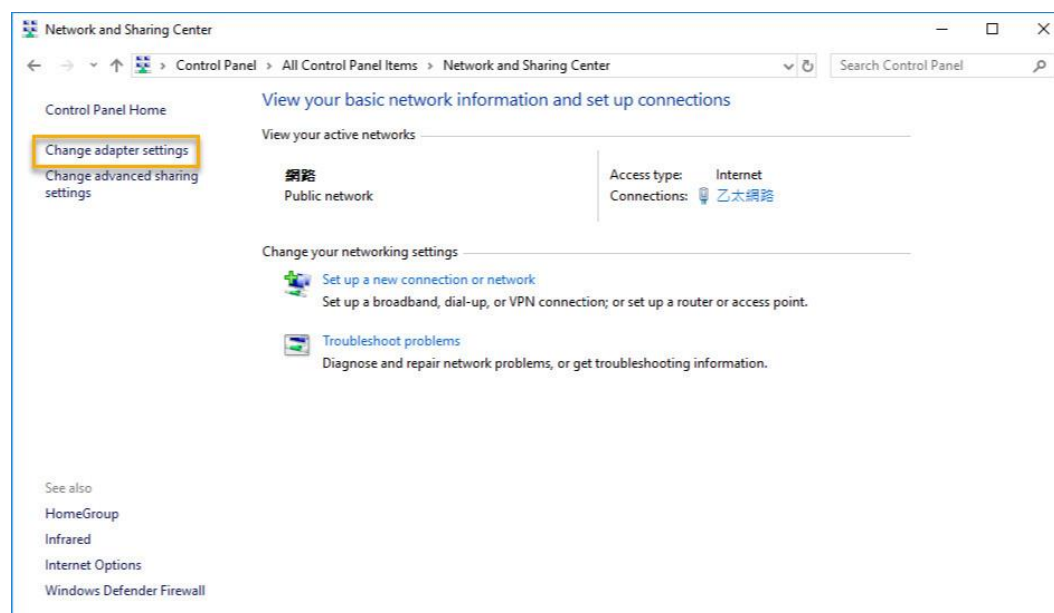 Network and Sharing Center
Control Panel > All Control Panel Items > Network and Sharing Center
Search Control Panel
Control Panel Home
Change adapter settings
Change advanced sharing
settings
View your basic network information and set up connections
View your active networks
網路
Public network
Access type: Internet
Connections: 乙太網路
Change your networking settings
Set up a new connection or network
Set up a broadband, dial-up, or VPN connection; or set up a router or access point.
Troubleshoot problems
Diagnose and repair network problems, or get troubleshooting information.
See also
HomeGroup
Infrared
Internet Options
Windows Defender Firewall